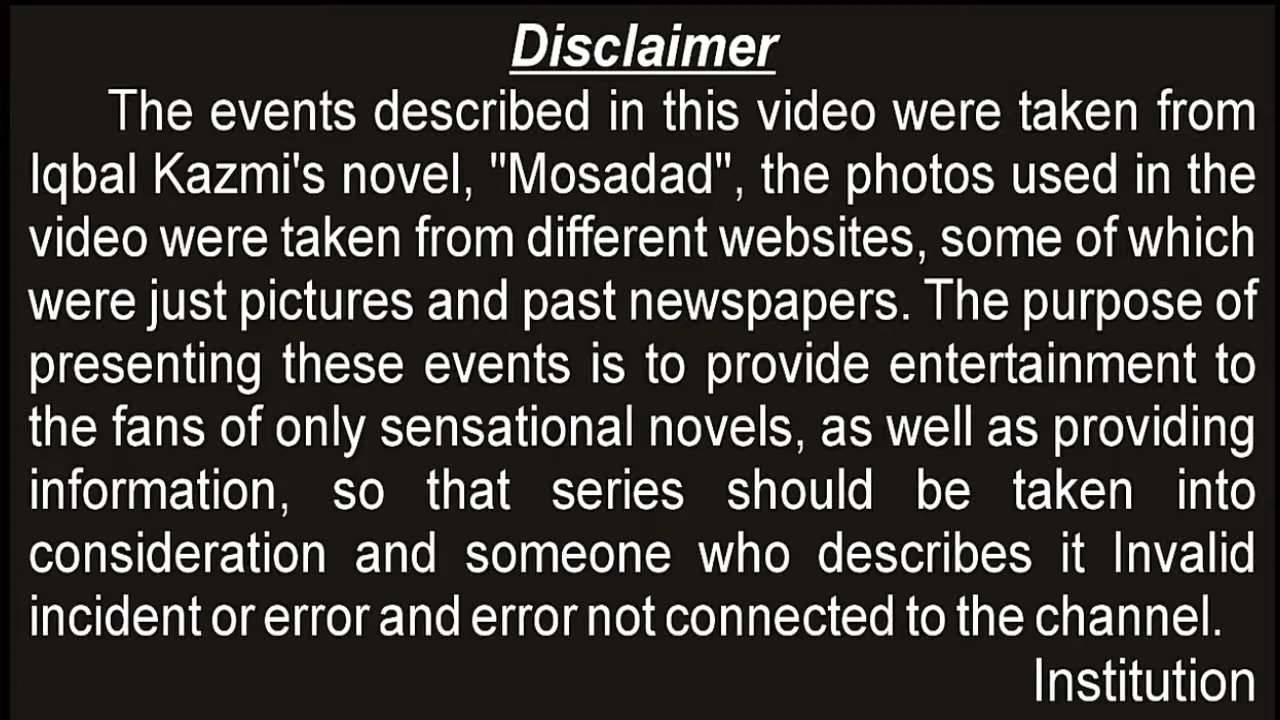 Disclaimer
The events described in this video were taken from
Iqbal Kazmi's novel, "Mosadad", the photos used in the
video were taken from different websites, some of which
were just pictures and past newspapers. The purpose of
presenting these events is to provide entertainment to
the fans of only sensational novels, as well as providing
information, so that series should be taken into
consideration and someone who describes it Invalid
incident or error and error not connected to the channel.
Institution